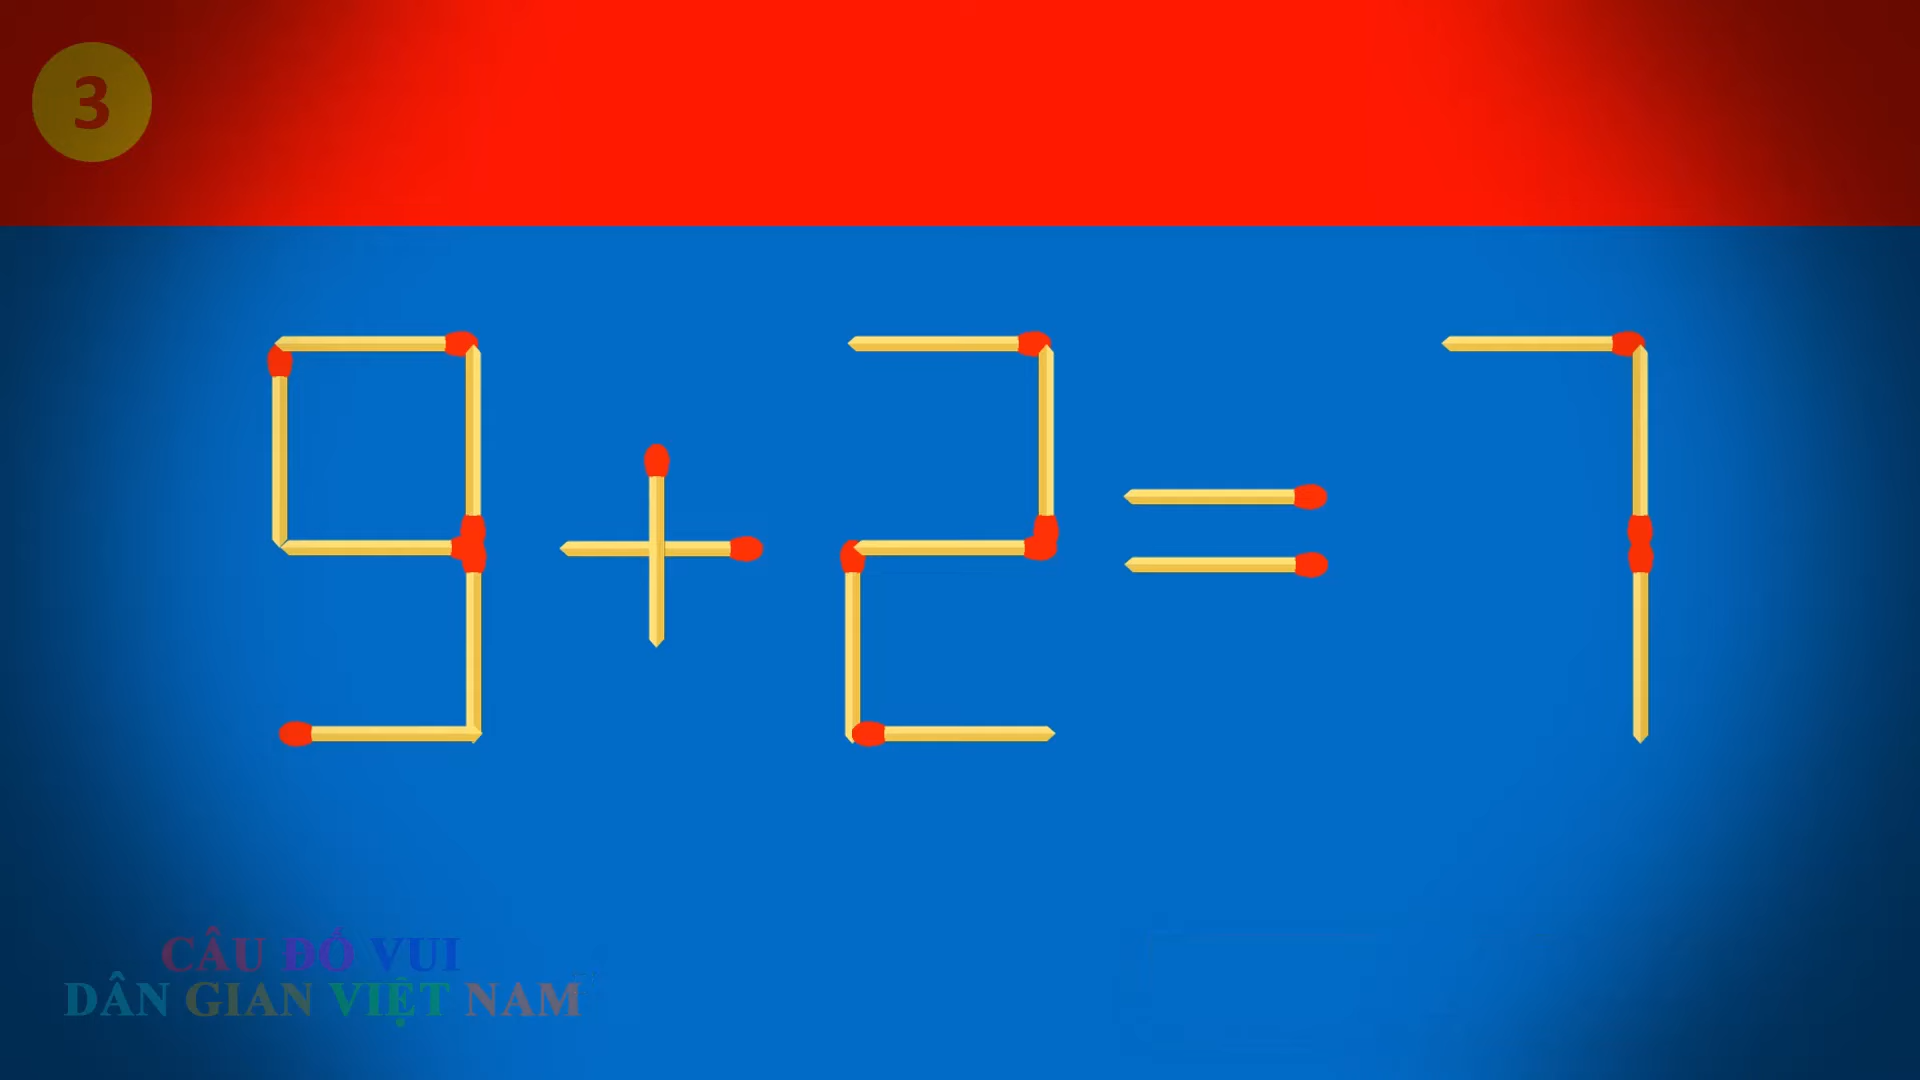 3
9+2=7
CÂU ĐỐ VUI
DÂN GIAN VIỆT NAM